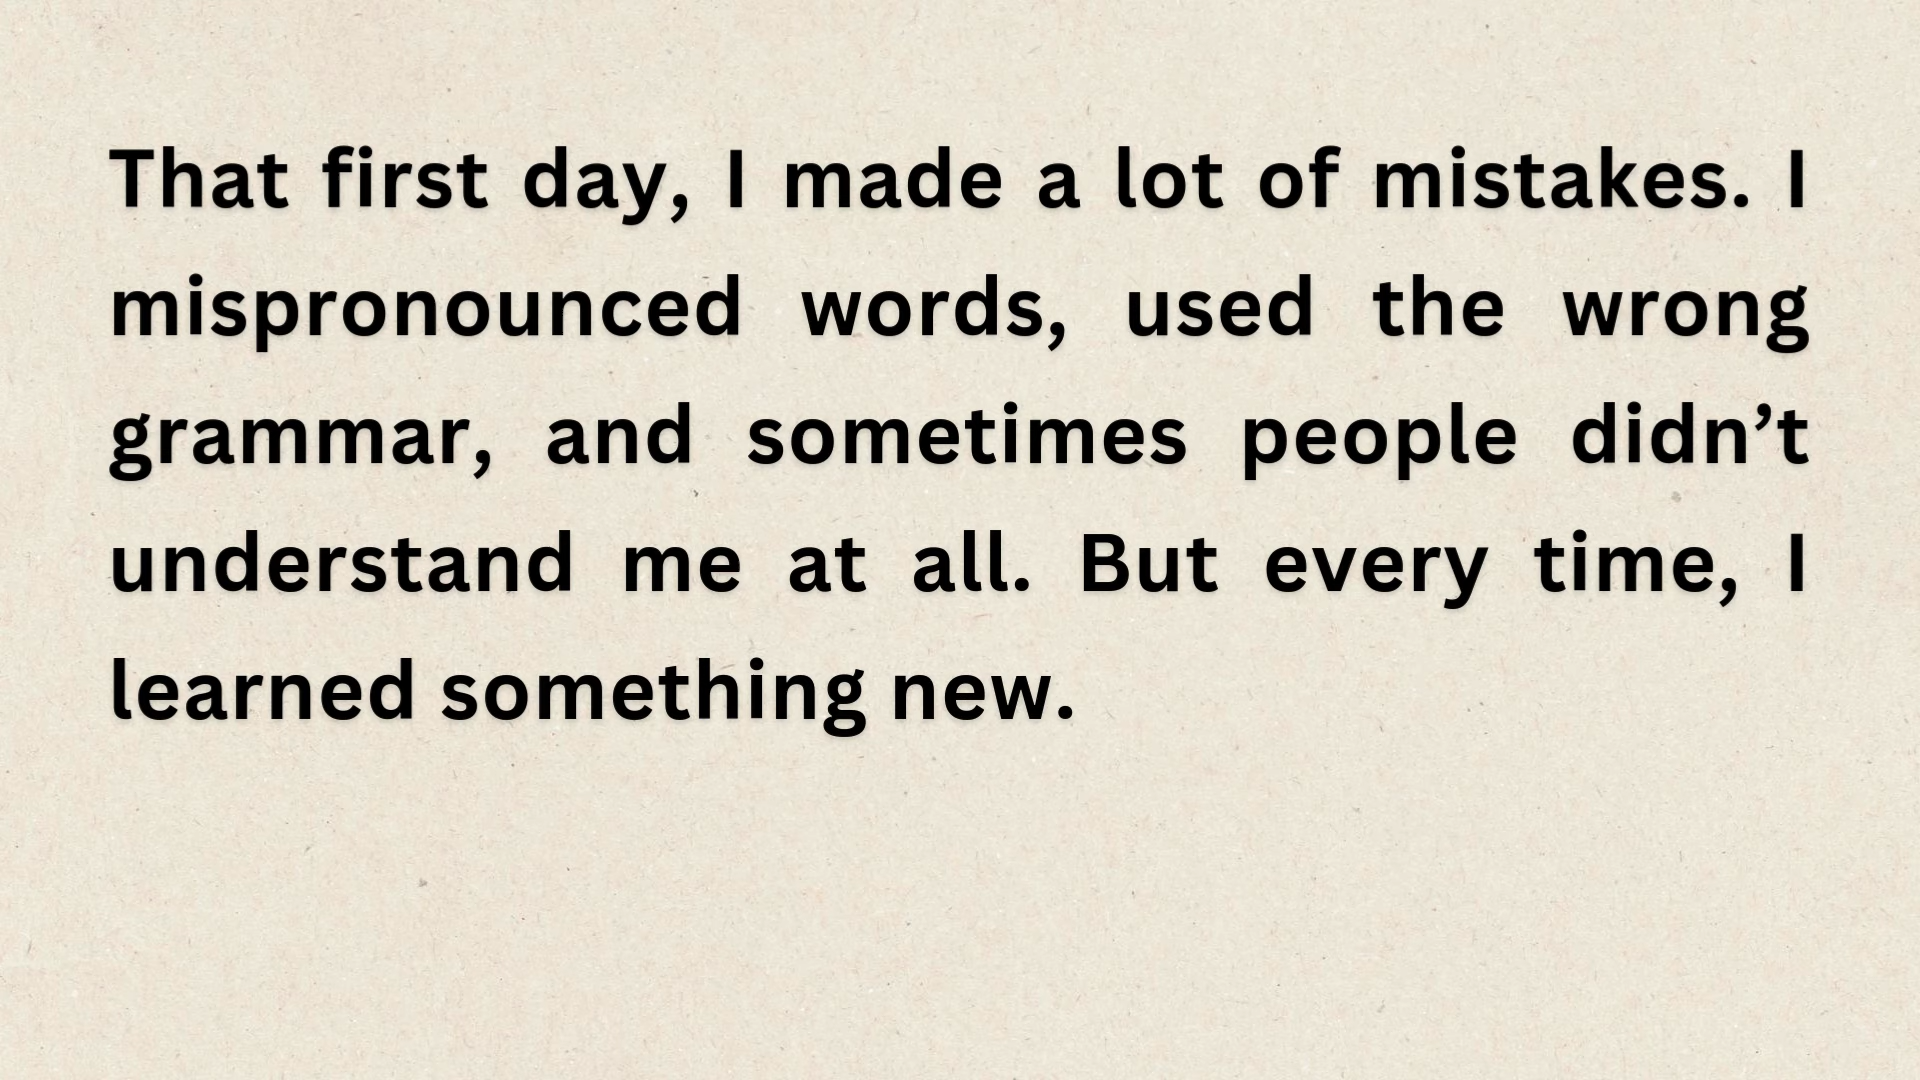 That first day, I made a lot of mistakes. I
mispronounced words, used the wrong
grammar, and sometimes people didn’t
understand me at all. But every time, I
learned something new.